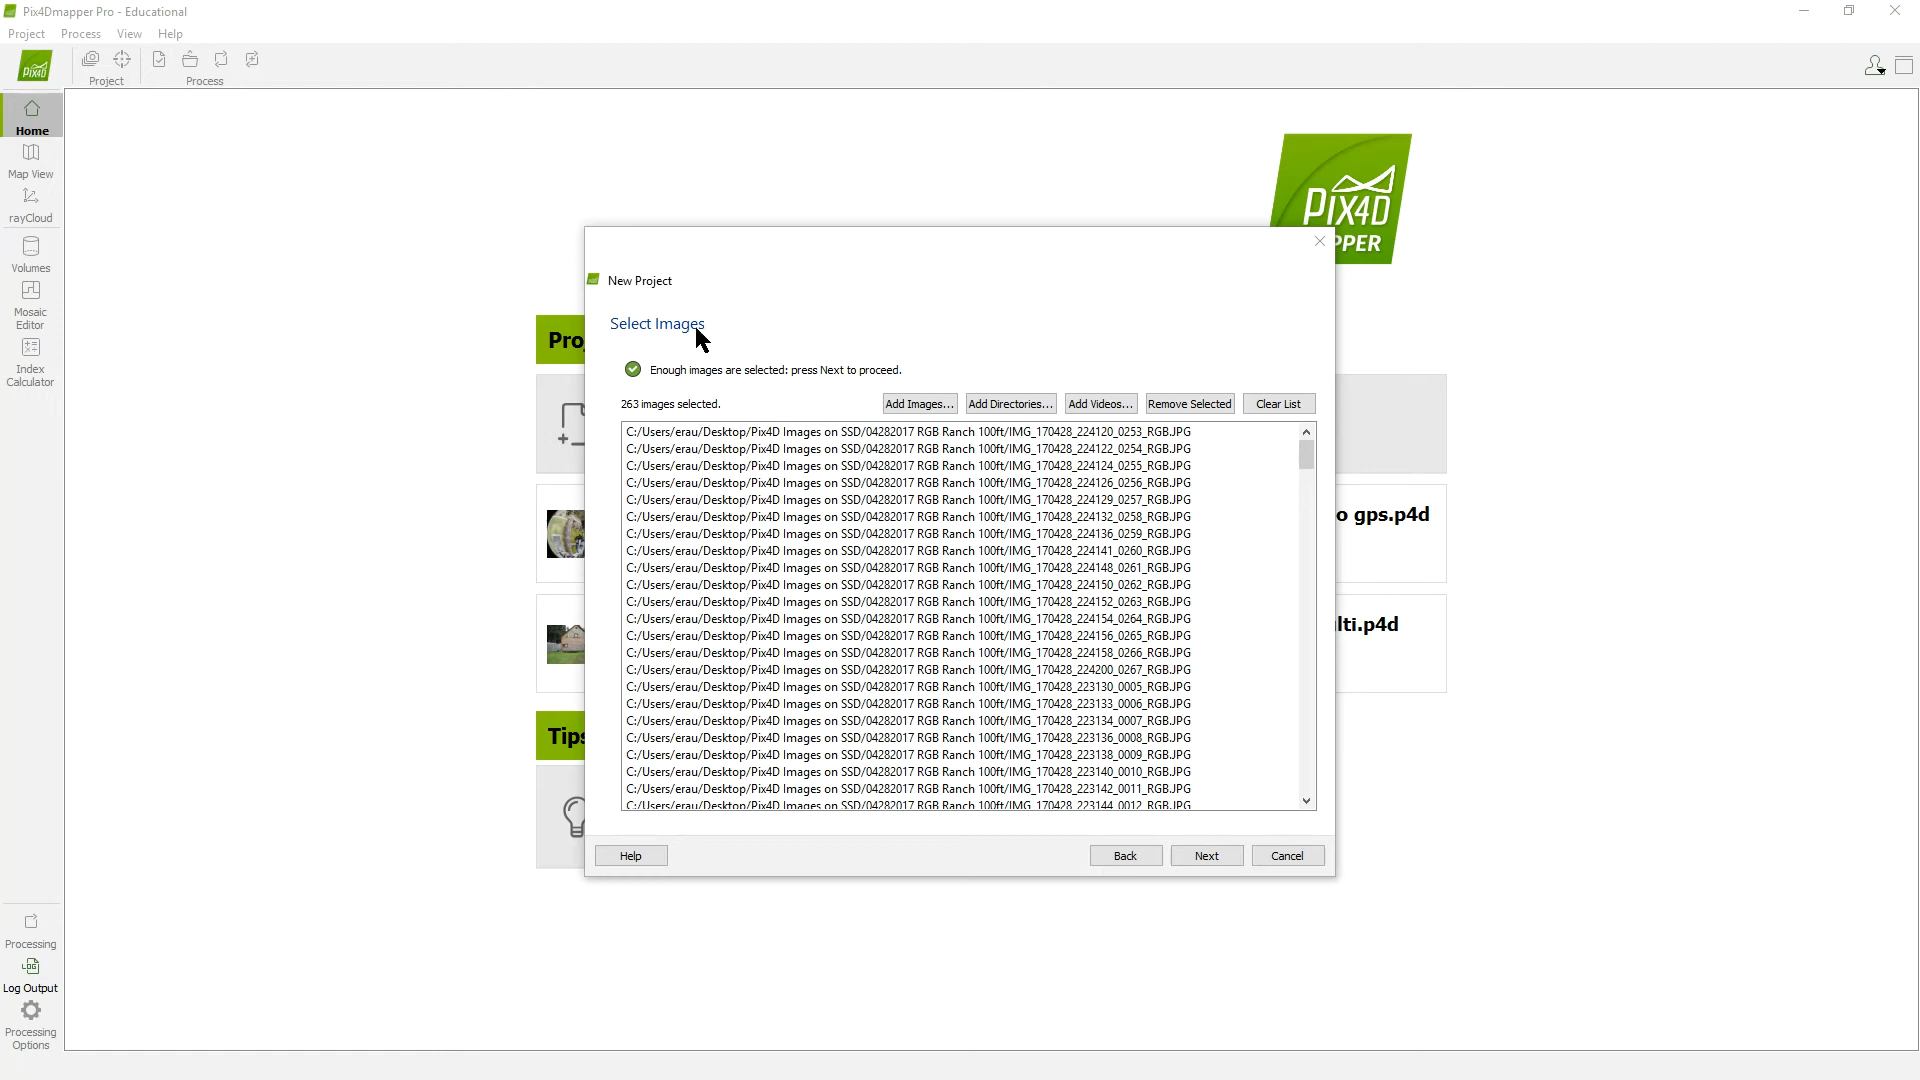 Pix4Dmapper Pro - Educational
Project Process View Help
PIX4D
Project Process
Home
Map View
rayCloud
Volumes
Mosaic
Editor
Index
Calculator
PIX4D
PPER
New Project
Select Images
Pro
Enough images are selected: press Next to proceed.
263 images selected. Add Images... Add Directories... Add Videos... Remove Selected Clear List
C:/Users/erau/Desktop/Pix4D Images on SSD/04282017 RGB Ranch 100ft/IMG_170428_224120_0253_RGB.JPG
C:/Users/erau/Desktop/Pix4D Images on SSD/04282017 RGB Ranch 100ft/IMG_170428_224122_0254_RGB.JPG
C:/Users/erau/Desktop/Pix4D Images on SSD/04282017 RGB Ranch 100ft/IMG_170428_224124_0255_RGB.JPG
C:/Users/erau/Desktop/Pix4D Images on SSD/04282017 RGB Ranch 100ft/IMG_170428_224126_0256_RGB.JPG
C:/Users/erau/Desktop/Pix4D Images on SSD/04282017 RGB Ranch 100ft/IMG_170428_224129_0257_RGB.JPG
C:/Users/erau/Desktop/Pix4D Images on SSD/04282017 RGB Ranch 100ft/IMG_170428_224132_0258_RGB.JPG
C:/Users/erau/Desktop/Pix4D Images on SSD/04282017 RGB Ranch 100ft/IMG_170428_224136_0259_RGB.JPG
C:/Users/erau/Desktop/Pix4D Images on SSD/04282017 RGB Ranch 100ft/IMG_170428_224141_0260_RGB.JPG
C:/Users/erau/Desktop/Pix4D Images on SSD/04282017 RGB Ranch 100ft/IMG_170428_224148_0261_RGB.JPG
C:/Users/erau/Desktop/Pix4D Images on SSD/04282017 RGB Ranch 100ft/IMG_170428_224150_0262_RGB.JPG
C:/Users/erau/Desktop/Pix4D Images on SSD/04282017 RGB Ranch 100ft/IMG_170428_224152_0263_RGB.JPG
C:/Users/erau/Desktop/Pix4D Images on SSD/04282017 RGB Ranch 100ft/IMG_170428_224154_0264_RGB.JPG
C:/Users/erau/Desktop/Pix4D Images on SSD/04282017 RGB Ranch 100ft/IMG_170428_224156_0265_RGB.JPG
C:/Users/erau/Desktop/Pix4D Images on SSD/04282017 RGB Ranch 100ft/IMG_170428_224158_0266_RGB.JPG
C:/Users/erau/Desktop/Pix4D Images on SSD/04282017 RGB Ranch 100ft/IMG_170428_224200_0267_RGB.JPG
C:/Users/erau/Desktop/Pix4D Images on SSD/04282017 RGB Ranch 100ft/IMG_170428_223130_0005_RGB.JPG
C:/Users/erau/Desktop/Pix4D Images on SSD/04282017 RGB Ranch 100ft/IMG_170428_223133_0006_RGB.JPG
C:/Users/erau/Desktop/Pix4D Images on SSD/04282017 RGB Ranch 100ft/IMG_170428_223134_0007_RGB.JPG
C:/Users/erau/Desktop/Pix4D Images on SSD/04282017 RGB Ranch 100ft/IMG_170428_223136_0008_RGB.JPG
C:/Users/erau/Desktop/Pix4D Images on SSD/04282017 RGB Ranch 100ft/IMG_170428_223138_0009_RGB.JPG
C:/Users/erau/Desktop/Pix4D Images on SSD/04282017 RGB Ranch 100ft/IMG_170428_223140_0010_RGB.JPG
C:/Users/erau/Desktop/Pix4D Images on SSD/04282017 RGB Ranch 100ft/IMG_170428_223142_0011_RGB.JPG
C:/Users/erau/Desktop/Pix4D Images on SSD/04282017 RGB Ranch 100ft/IMG_170428_223144_0012_RGB.JPG
o gps.p4d
lti.p4d
Tips
Help Back Next Cancel
Processing
LOG
Log Output
Processing
Options